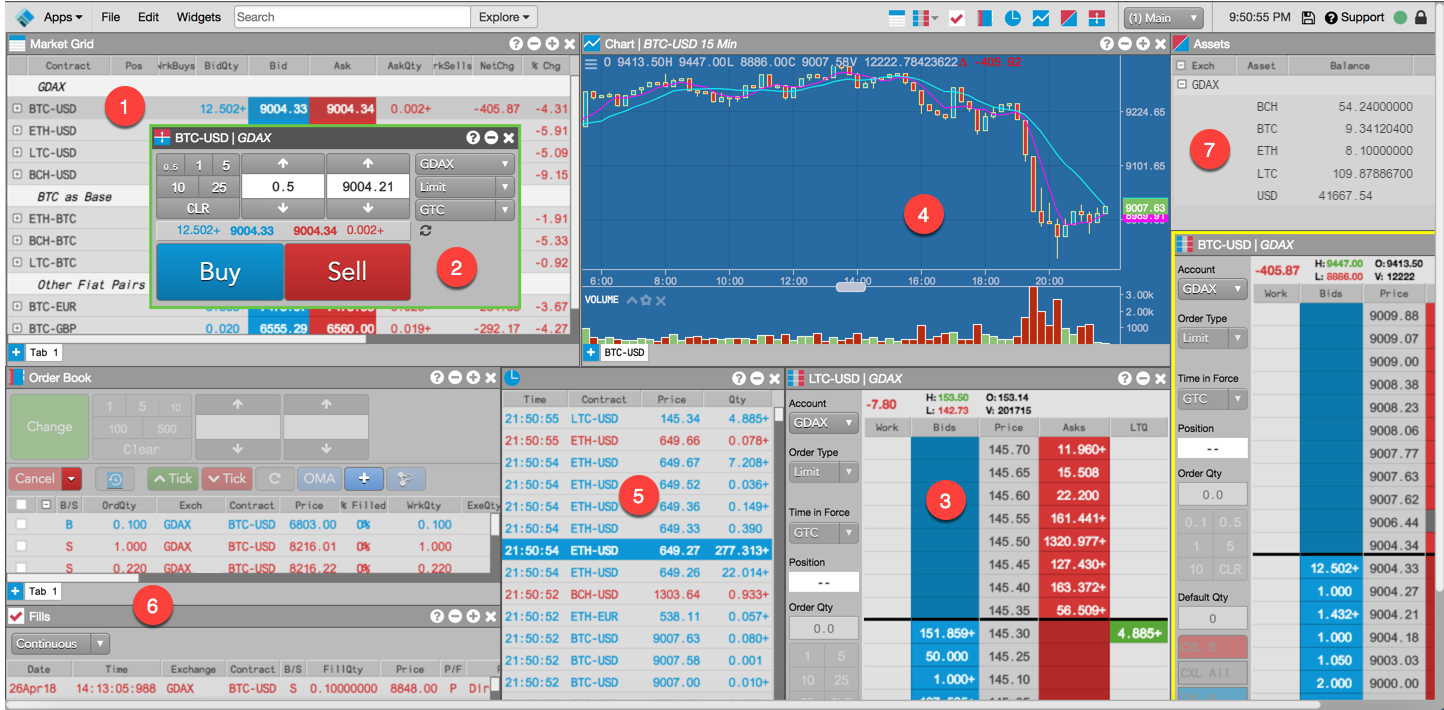 Apps File Edit Widgets Search Explore (1) Main 9:50:55 PM Support
Market Grid
Contract Pos WrkBuys BidQty Bid Ask AskQty rkSells NetChg % Chg
GDAX
BTC-USD 12.502+ 9004.33 9004.34 0.002+ -405.87 -4.31
ETH-USD -5.91
LTC-USD -5.09
BCH-USD -9.15
BTC as Base
ETH-BTC -1.91
BCH-BTC -5.33
LTC-BTC -0.92
Other Fiat Pairs
BTC-EUR -3.67
BTC-GBP 0.020 6555.29 6560.00 0.019+ -292.17 -4.27
Tab 1
1
BTC-USD | GDAX
0.5 1 5
10 25
CLR
0.5 9004.21
GDAX
Limit
GTC
12.502+ 9004.33 9004.34 0.002+
Buy Sell
2
Chart | BTC-USD 15 Min
O 9413.50H 9447.00L 8886.00C 9007.58V 12222.78423622Δ -405.92
9224.65
9101.65
9007.63
4
6:00 8:00 10:00 12:00 14:00 16:00 18:00 20:00
VOLUME
3.00k
2.00k
1000
BTC-USD
Assets
Exch Asset Balance
GDAX
BCH 54.24000000
BTC 9.34120400
ETH 8.10000000
LTC 109.87886700
USD 41667.54
7
BTC-USD | GDAX
Account
GDAX
-405.87 H:9447.00 O:9413.50
L: 8886.00 V: 12222
Work Bids Price
Order Type
Limit
Time in Force
GTC
Position
--
Order Qty
0.0
0.1 0.5
1 5
10 CLR
Default Qty
0
CXL S
CXL All
9009.88
9009.07
9009.00
9008.38
9008.23
9008.06
9007.77
9007.63
9007.62
9006.44
9004.34
12.502+ 9004.33
1.000 9004.27
1.432+ 9004.21
1.000 9004.18
1.050 9003.03
2.000 9000.00
Order Book
Change
1 5 10
100 500
Clear
Cancel Tick Tick OMA
B/S OrdQty Exch Contract Price % Filled WrkQty ExeQty
B 0.100 GDAX BTC-USD 6803.00 0% 0.100
S 1.000 GDAX BTC-USD 8216.01 0% 1.000
S 0.220 GDAX BTC-USD 8216.22 0% 0.220
Tab 1
6
Fills
Continuous
Date Time Exchange Contract B/S FillQty Price P/F
26Apr18 14:13:05:988 GDAX BTC-USD S 0.10000000 8848.00 P Dir
Time Contract Price Qty
21:50:55 LTC-USD 145.34 4.885+
21:50:55 ETH-USD 649.66 0.078+
21:50:54 ETH-USD 649.67 7.208+
21:50:54 ETH-USD 649.52 0.036+
21:50:54 ETH-USD 649.36 0.149+
21:50:54 ETH-USD 649.33 0.390
21:50:54 ETH-USD 649.27 277.313+
21:50:54 ETH-USD 649.26 22.014+
21:50:52 BCH-USD 1303.64 0.933+
21:50:52 ETH-EUR 538.11 0.057+
21:50:52 BTC-USD 9007.63 0.080+
21:50:52 BTC-USD 9007.58 0.001
21:50:52 BTC-USD 9007.00 0.010+
5
LTC-USD | GDAX
Account
GDAX
-7.80 H: 153.50 O: 153.14
L: 142.73 V: 201715
Work Bids Price Asks LTQ
Order Type
Limit
Time in Force
GTC
Position
--
Order Qty
0.0
1 5
10 25
145.70 11.960+
145.65 15.508
145.60 22.200
145.55 161.441+
145.50 1320.977+
145.45 127.430+
145.40 163.372+
145.35 56.509+
151.859+ 145.30 4.885+
50.000 145.25
1.000+ 145.10
3